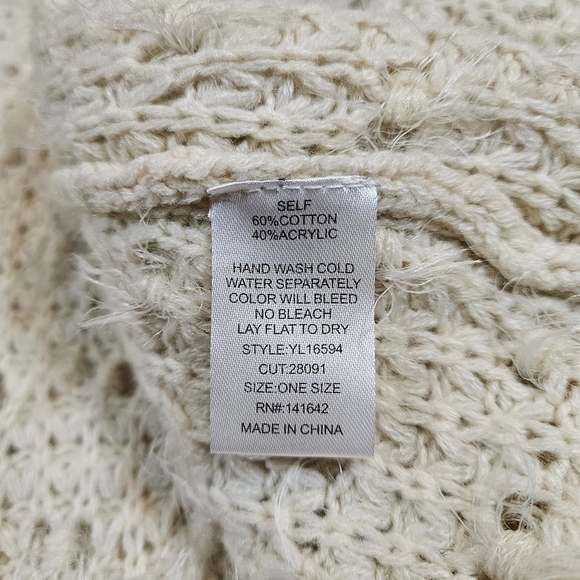 SELF
60%COTTON
40%ACRYLIC
HAND WASH COLD
WATER SEPARATELY
COLOR WILL BLEED
NO BLEACH
LAY FLAT TO DRY
STYLE:YL16594
CUT:28091
SIZE:ONE SIZE
RN#:141642
MADE IN CHINA